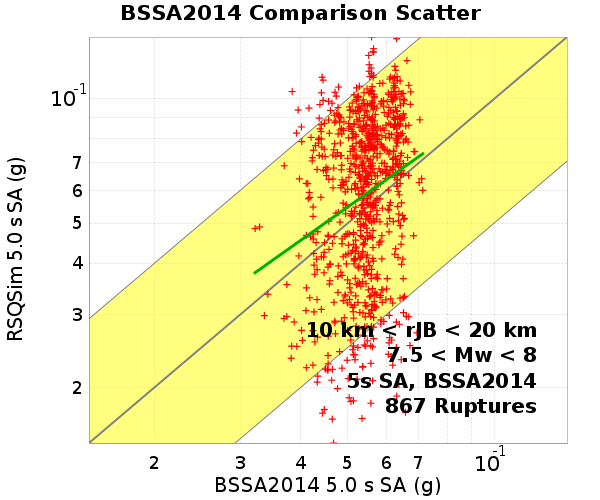 BSSA2014 Comparison Scatter
RSQSim 5.0 s SA (g)
10-1
7
6
5
4
3
2
10 km < rJB < 20 km
7.5 < Mw < 8
5s SA, BSSA2014
867 Ruptures
2 3 4 5 6 7 10-1
BSSA2014 5.0 s SA (g)